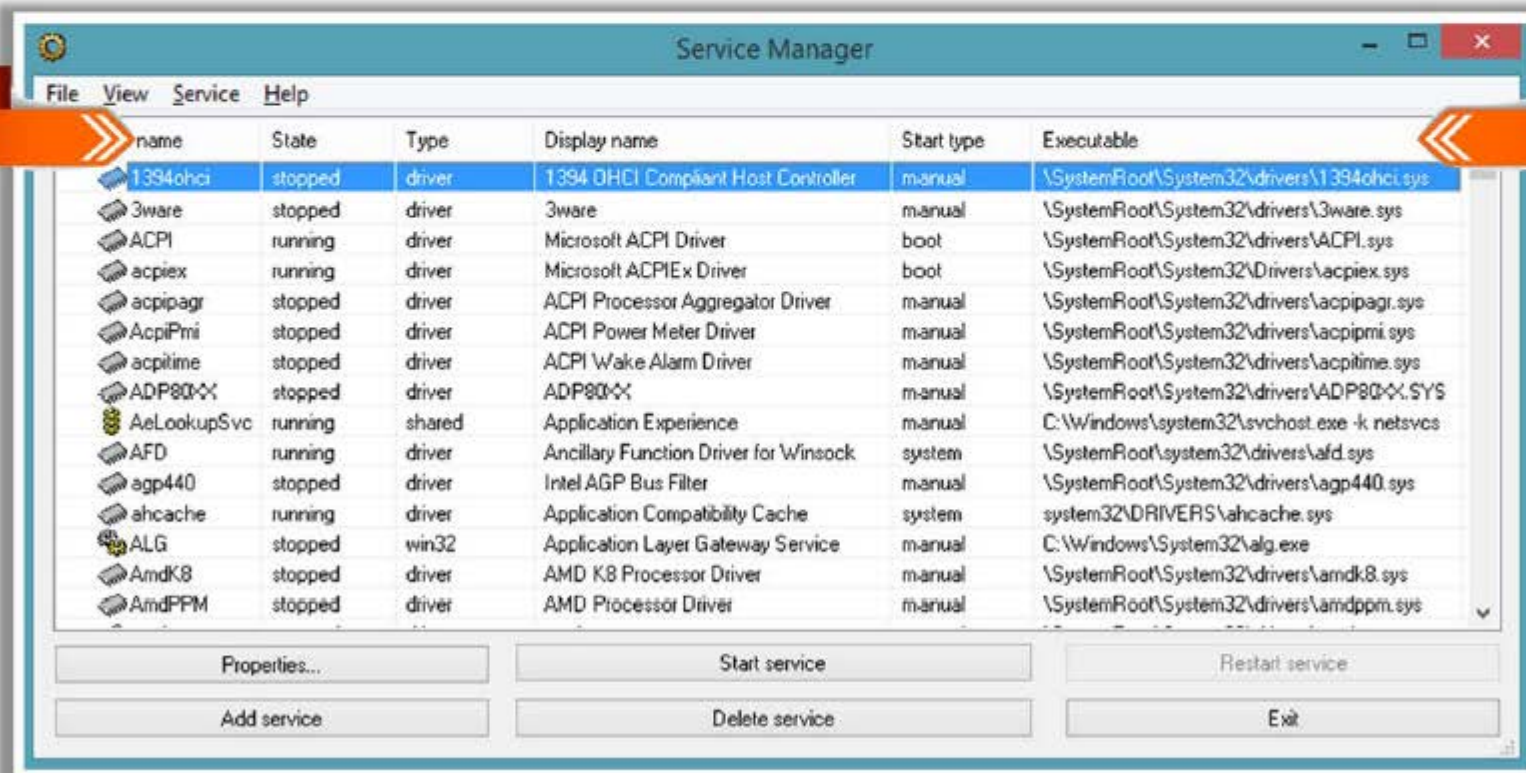 Service Manager
File View Service Help
name State Type Display name Start type Executable
1394ohci stopped driver 1394 OHCI Compliant Host Controller manual \SystemRoot\System32\drivers\1394ohci.sys
3ware stopped driver 3ware manual \SystemRoot\System32\drivers\3ware.sys
ACPI running driver Microsoft ACPI Driver boot \SystemRoot\System32\drivers\ACPI.sys
acpiex running driver Microsoft ACPIEx Driver boot \SystemRoot\System32\Drivers\acpiex.sys
acpipagr stopped driver ACPI Processor Aggregator Driver manual \SystemRoot\System32\drivers\acpipagr.sys
AcpiPmi stopped driver ACPI Power Meter Driver manual \SystemRoot\System32\drivers\acpipmi.sys
acpitime stopped driver ACPI Wake Alarm Driver manual \SystemRoot\System32\drivers\acpitime.sys
ADP80XX stopped driver ADP80XX manual \SystemRoot\System32\drivers\ADP80XX.SYS
AeLookupSvc running shared Application Experience manual C:\Windows\system32\svchost.exe -k netsvcs
AFD running driver Ancillary Function Driver for Winsock system \SystemRoot\system32\drivers\afd.sys
agp440 stopped driver Intel AGP Bus Filter manual \SystemRoot\System32\drivers\agp440.sys
ahcache running driver Application Compatibility Cache system system32\DRIVERS\ahcache.sys
ALG stopped win32 Application Layer Gateway Service manual C:\Windows\System32\alg.exe
AmdK8 stopped driver AMD K8 Processor Driver manual \SystemRoot\System32\drivers\amdk8.sys
AmdPPM stopped driver AMD Processor Driver manual \SystemRoot\System32\drivers\amdppm.sys
Properties... Start service Restart service
Add service Delete service Exit